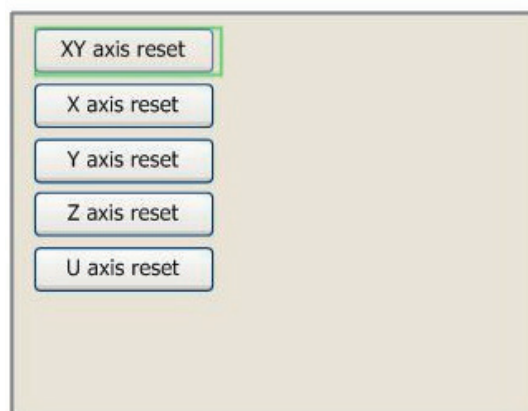 XY axis reset
X axis reset
Y axis reset
Z axis reset
U axis reset